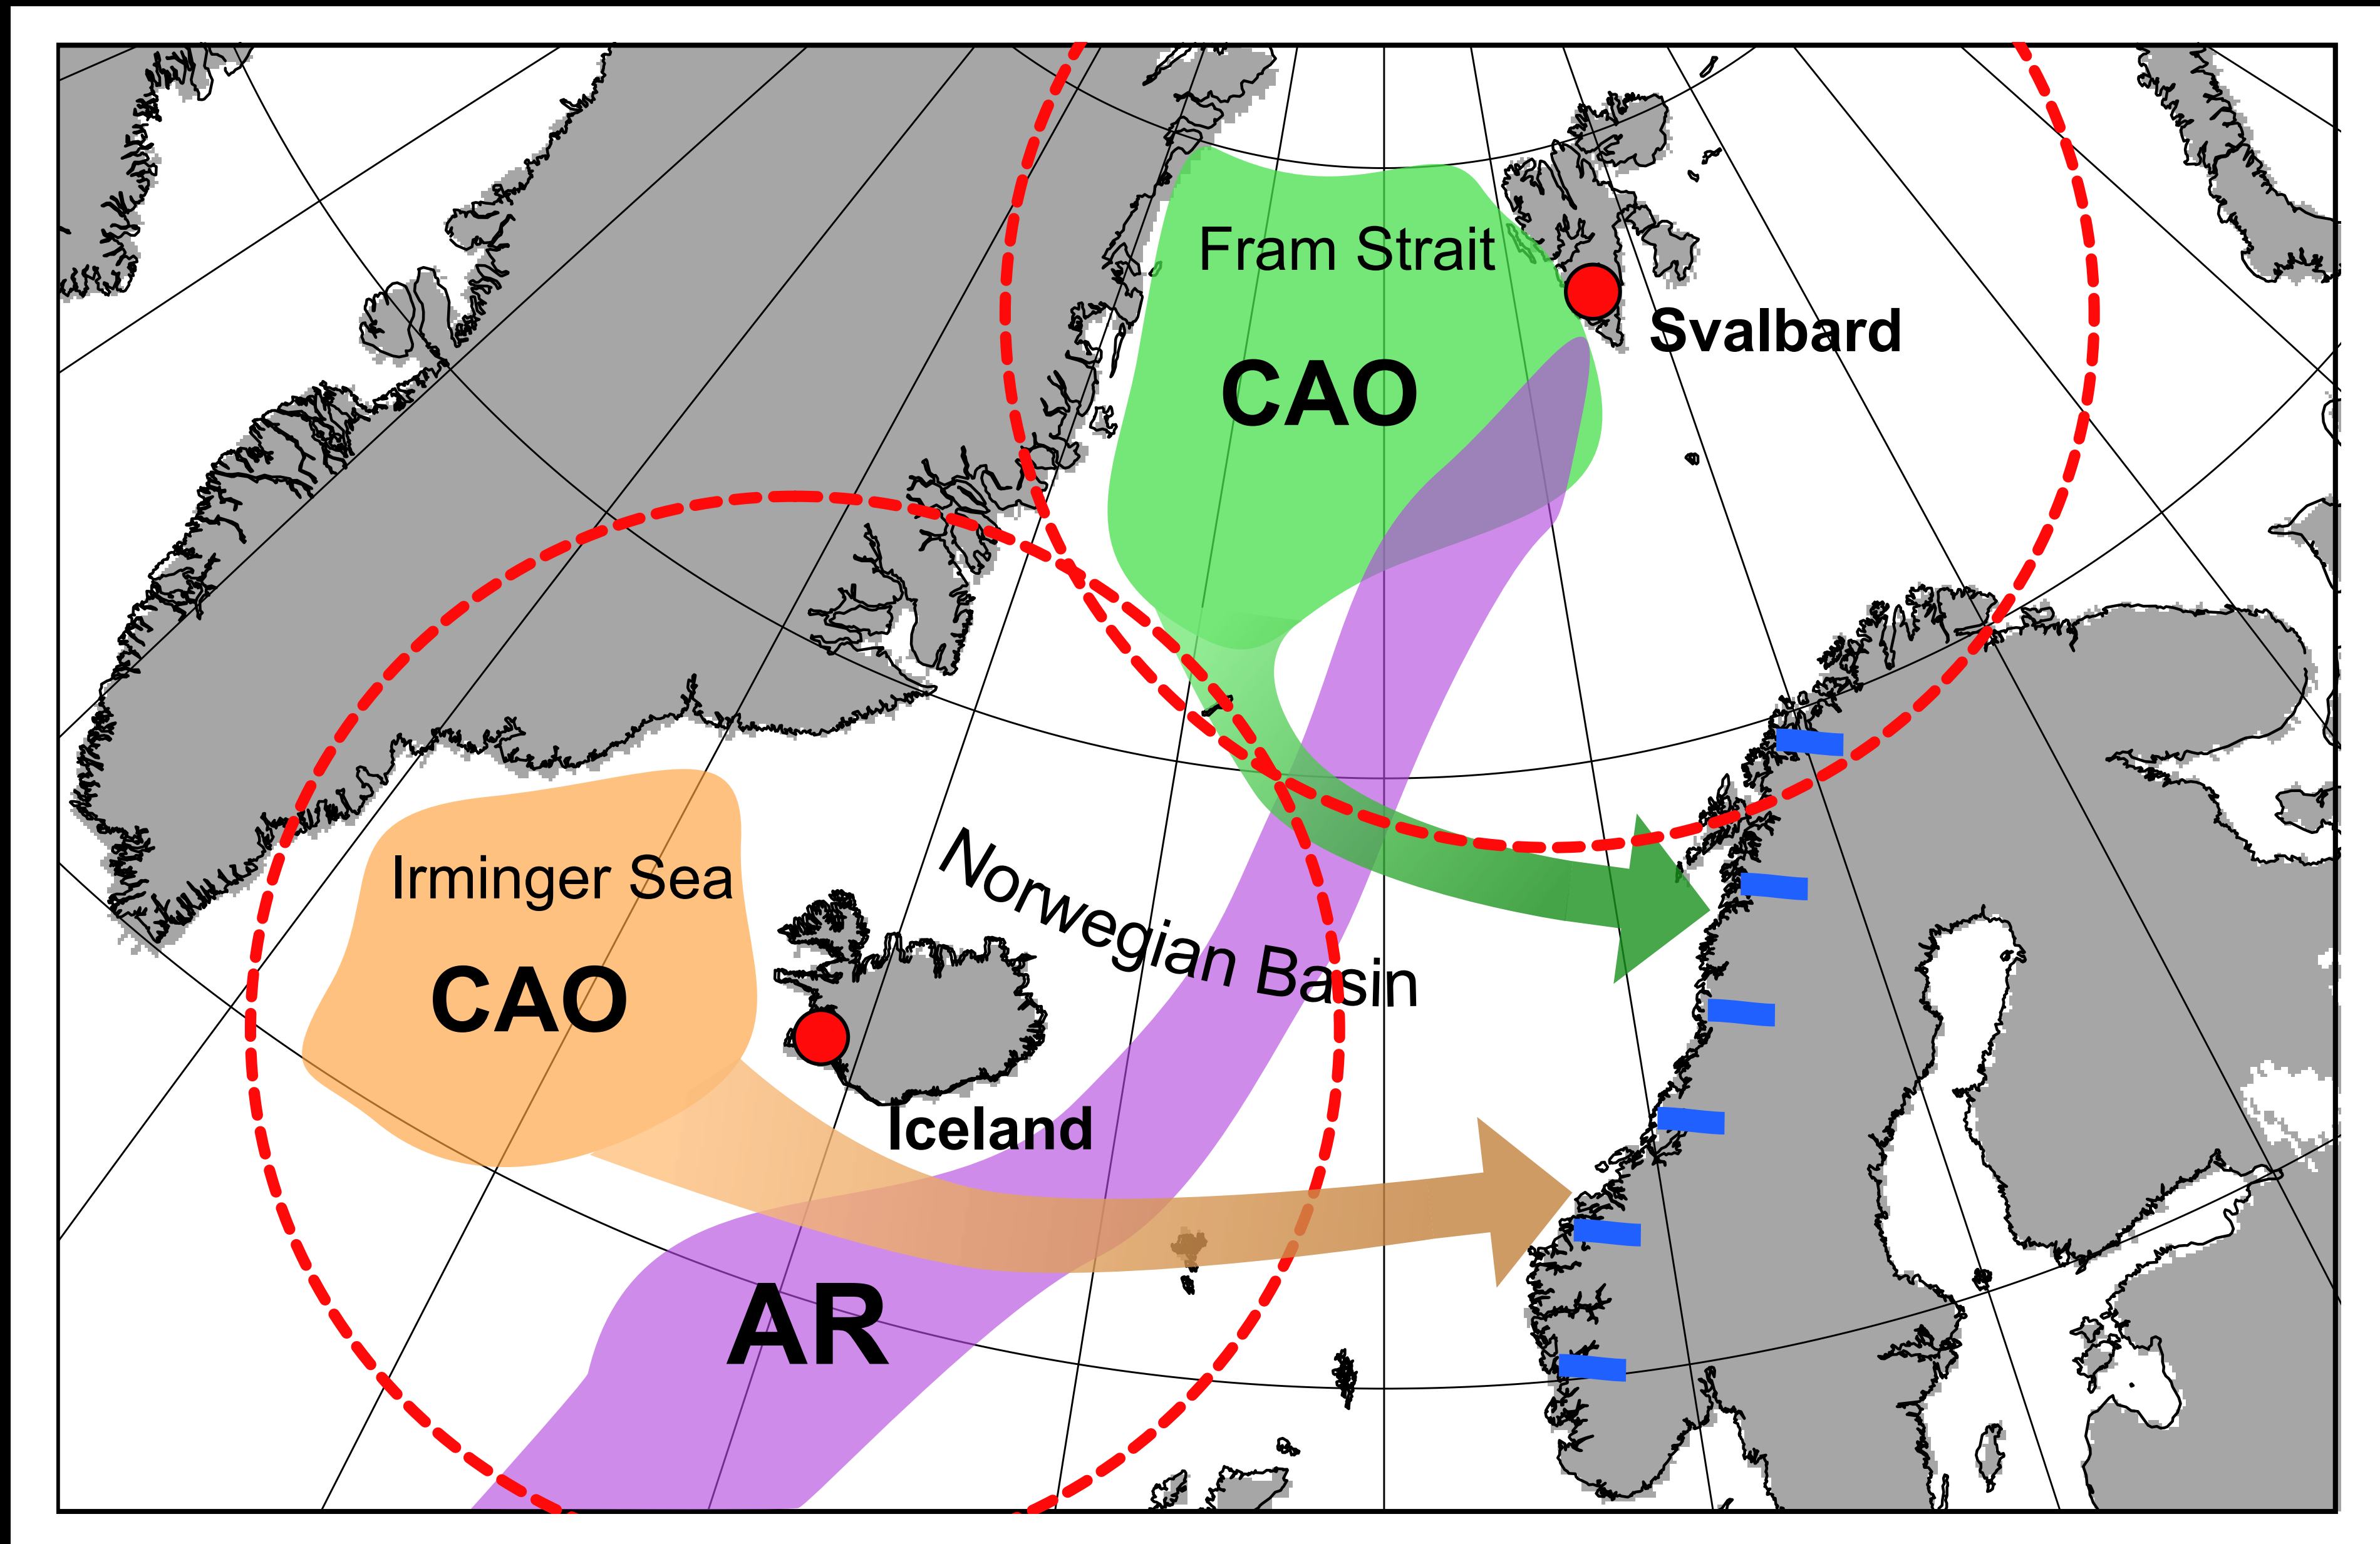 Fram Strait
Svalbard
CAO
Irminger Sea
Norwegian Basin
CAO
Iceland
AR